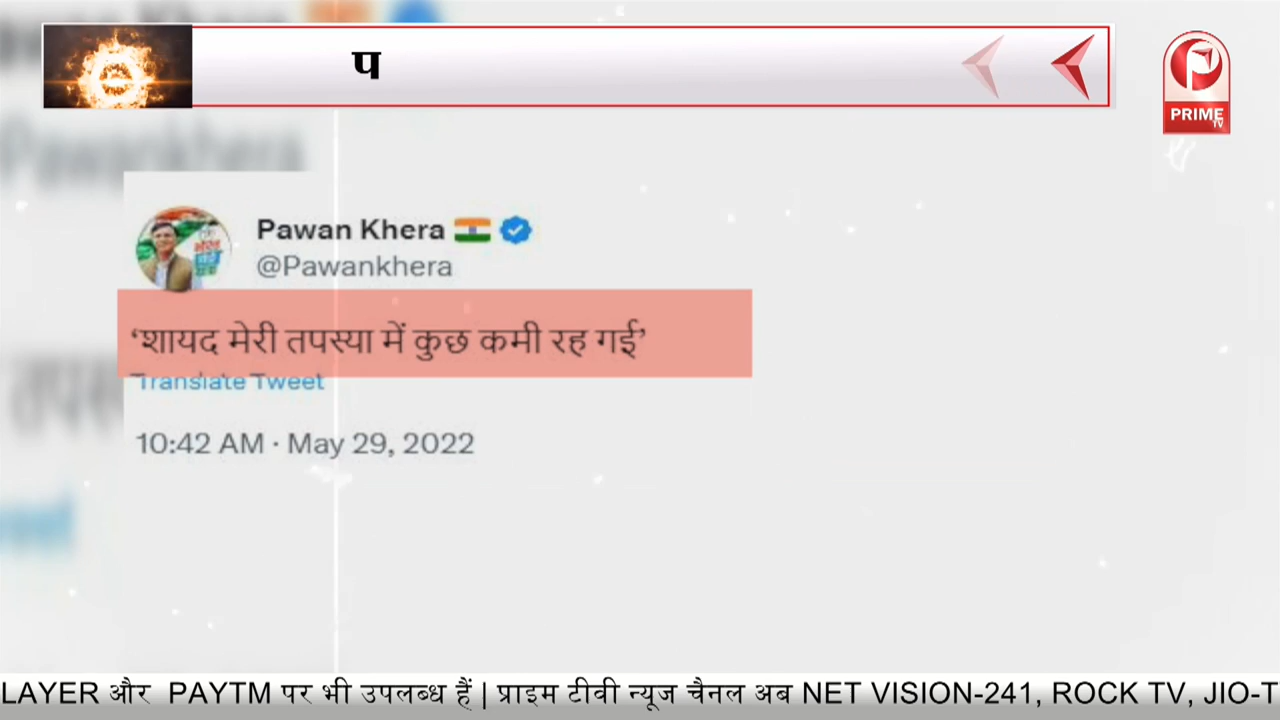 प
PRIME
TV
Pawan Khera
@Pawankhera
‘शायद मेरी तपस्या में कुछ कमी रह गई’
Translate Tweet
10:42 AM · May 29, 2022
LAYER और PAYTM पर भी उपलब्ध हैं | प्राइम टीवी न्यूज चैनल अब NET VISION-241, ROCK TV, JIO-T